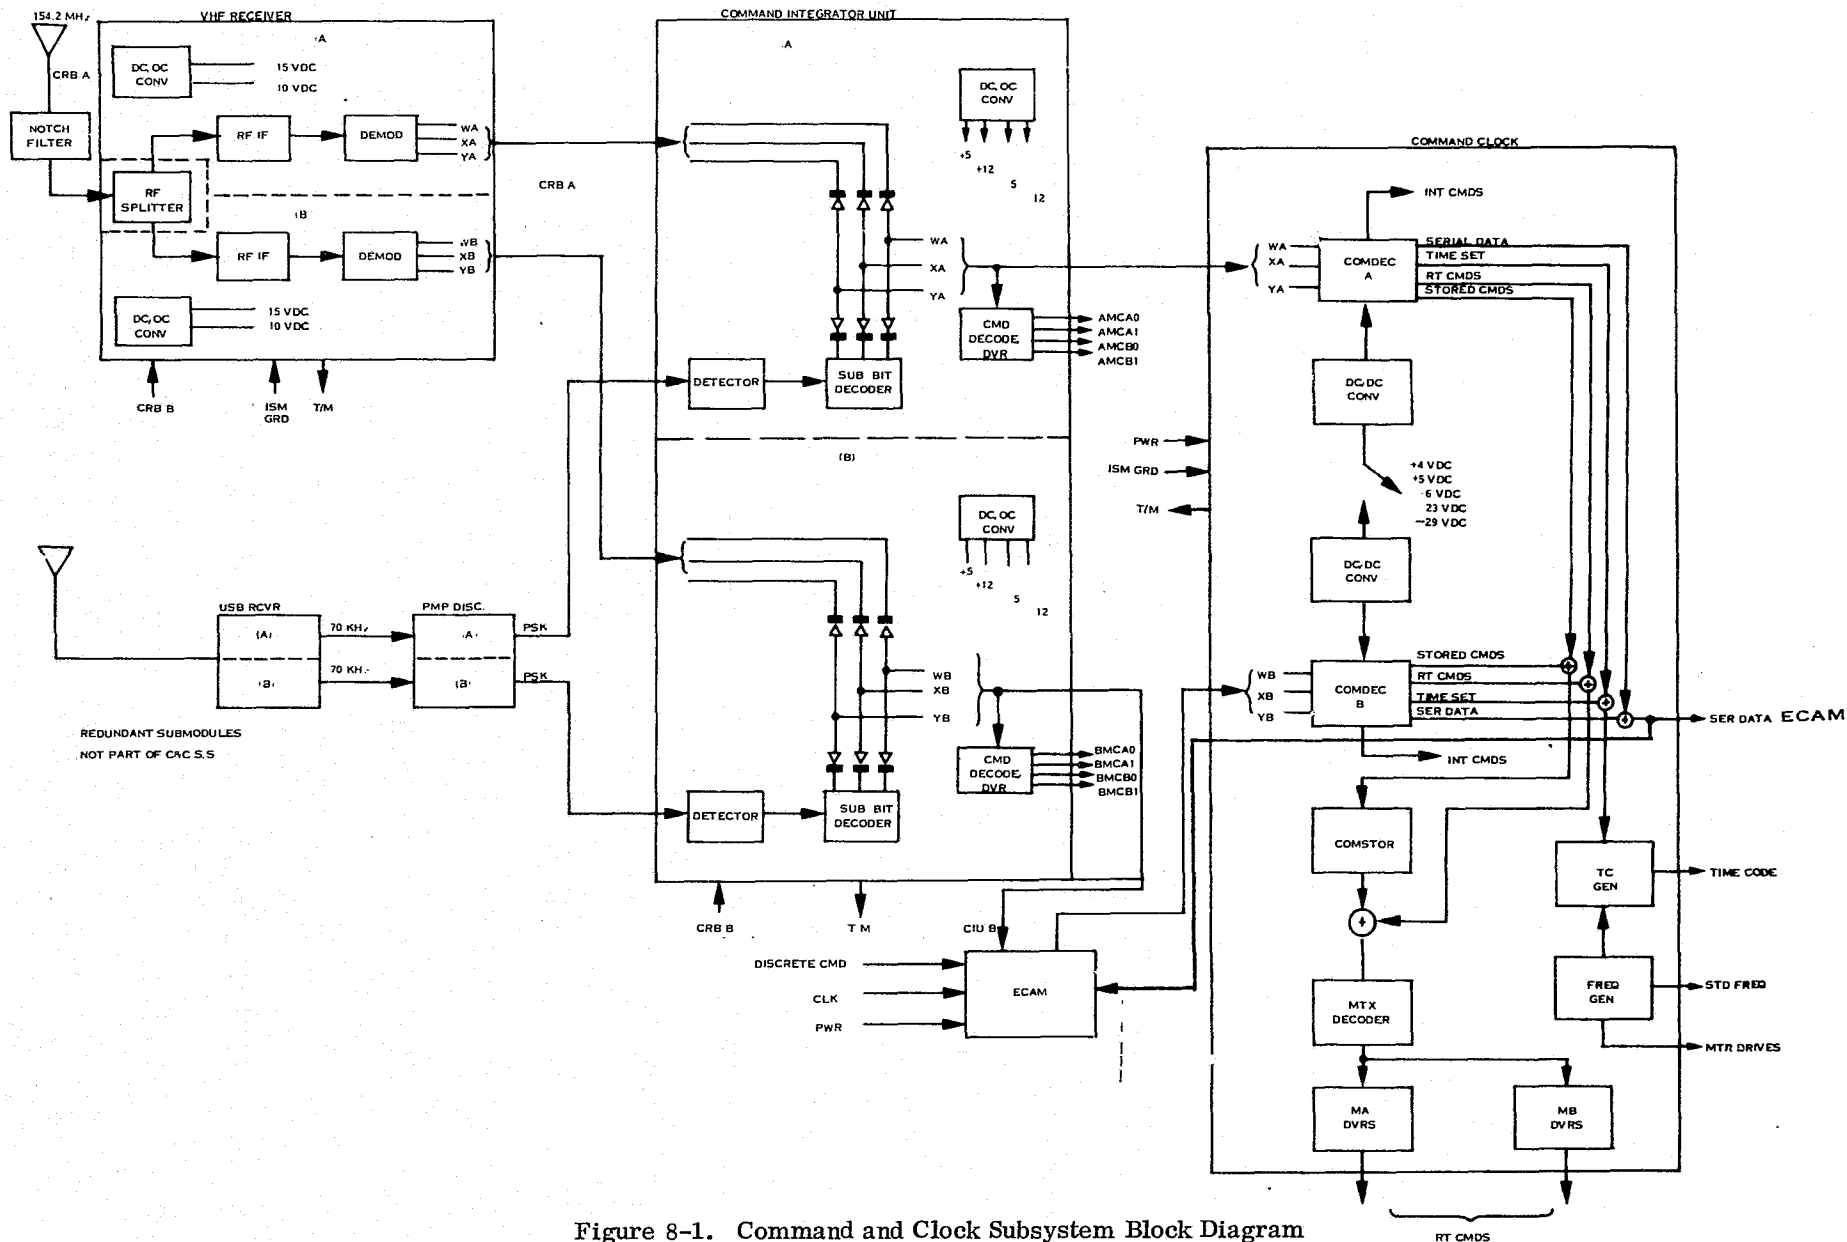 154.2 MHz
VHF RECEIVER
(A
CRB A
DC, OC
CONV
15 VDC
10 VDC
NOTCH
FILTER
RF IF
DEMOD
WA
XA
YA
RF
SPLITTER
(B
RF IF
DEMOD
WB
XB
YB
DC, OC
CONV
15 VDC
10 VDC
CRB B
ISM
GRD
T/M
CRB A
COMMAND INTEGRATOR UNIT
A
DC, OC
CONV
+5
+12
5
12
WA
XA
YA
CMD
DECODE,
DVR
AMCA0
AMCA1
AMCB0
AMCB1
DETECTOR
SUB BIT
DECODER
(B)
DC, OC
CONV
+5
+12
5
12
WB
XB
YB
CMD
DECODE,
DVR
BMCA0
BMCA1
BMCB0
BMCB1
DETECTOR
SUB BIT
DECODER
CRB B
T M
USB RCVR
(A)
(B)
70 KHz
70 KH
PMP DISC.
(A)
(B)
PSK
PSK
REDUNDANT SUBMODULES
NOT PART OF C&C S.S
CIU B
DISCRETE CMD
CLK
PWR
ECAM
COMMAND CLOCK
INT CMDS
WA
XA
YA
COMDEC
A
SERIAL DATA
TIME SET
RT CMDS
STORED CMDS
DC/DC
CONV
PWR
ISM GRD
T/M
+4 VDC
+5 VDC
6 VDC
23 VDC
-29 VDC
DC/DC
CONV
WB
XB
YB
COMDEC
B
STORED CMDS
RT CMDS
TIME SET
SER DATA
SER DATA ECAM
INT CMDS
COMSTOR
TC
GEN
TIME CODE
FREQ
GEN
STD FREQ
MTR DRIVES
MTX
DECODER
MA
DVRS
MB
DVRS
RT CMDS
Figure 8-1. Command and Clock Subsystem Block Diagram